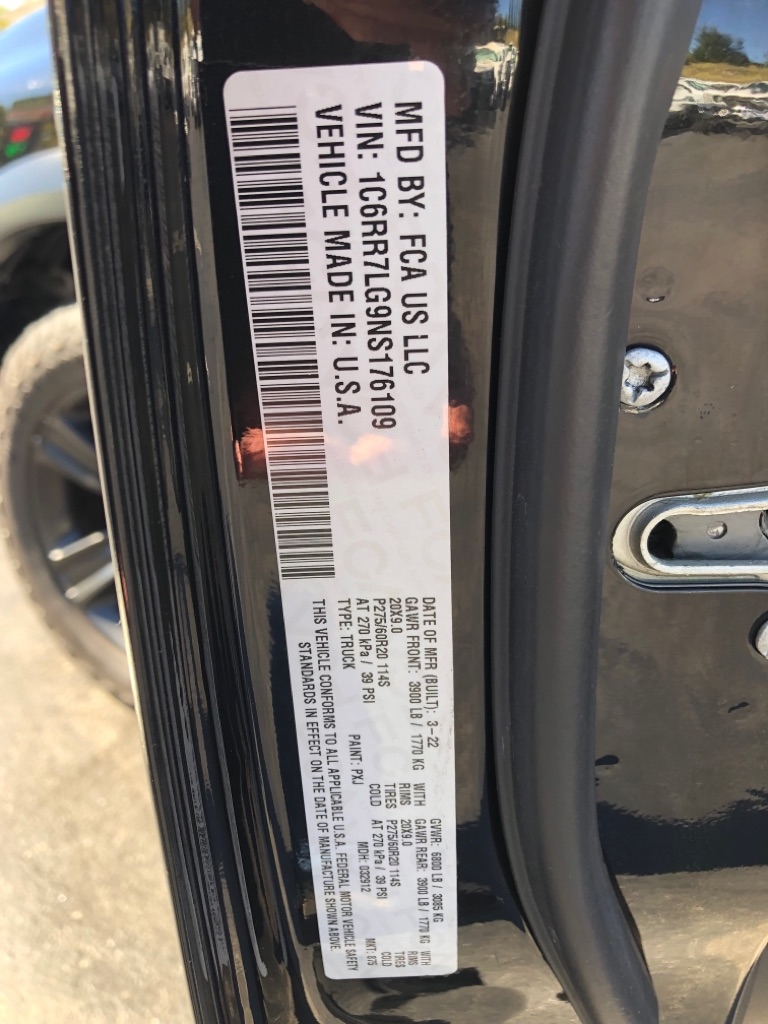 MFD BY: FCA US LLC
VIN: 1C6RR7LG9NS176109
VEHICLE MADE IN: U.S.A.
DATE OF MFR (BUILT): 3-22 GVWR: 6800 LB / 3085 KG
GAWR FRONT: 3900 LB / 1770 KG WITH GAWR REAR: 3900 LB / 1770 KG WITH
20X9.0 RIMS 20X9.0 RIMS
P275/60R20 114S TIRES P275/60R20 114S TIRES
AT 270 kPa / 39 PSI COLD AT 270 kPa / 39 PSI COLD
TYPE: TRUCK PAINT: PXJ MDH: 032912 MKT: 875
THIS VEHICLE CONFORMS TO ALL APPLICABLE U.S.A. FEDERAL MOTOR VEHICLE SAFETY
STANDARDS IN EFFECT ON THE DATE OF MANUFACTURE SHOWN ABOVE.